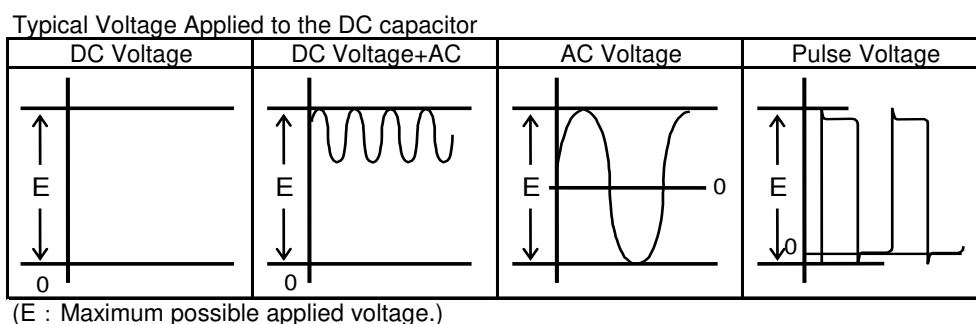 Typical Voltage Applied to the DC capacitor
DC Voltage DC Voltage+AC AC Voltage Pulse Voltage
E E E E
0 0 0 0
(E：Maximum possible applied voltage.)